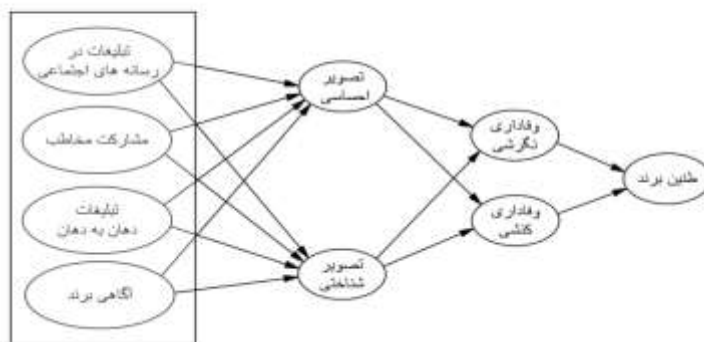 تبلیغات در
رسانه های اجتماعی
مشارکت مخاطب
تبلیغات
دهان به دهان
آگاهی برند
تصویر
احساسی
تصویر
شناختی
وفاداری
نگرشی
وفاداری
کنشی
طنین برند